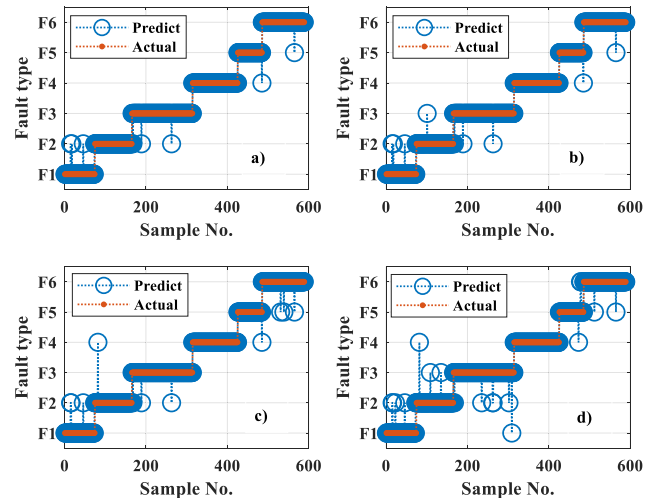 F6
F5
F4
F3
F2
F1
Fault type
Predict
Actual
a)
0
200
400
600
Sample No.
F6
F5
F4
F3
F2
F1
Fault type
Predict
Actual
b)
0
200
400
600
Sample No.
F6
F5
F4
F3
F2
F1
Fault type
Predict
Actual
c)
0
200
400
600
Sample No.
F6
F5
F4
F3
F2
F1
Fault type
Predict
Actual
d)
0
200
400
600
Sample No.